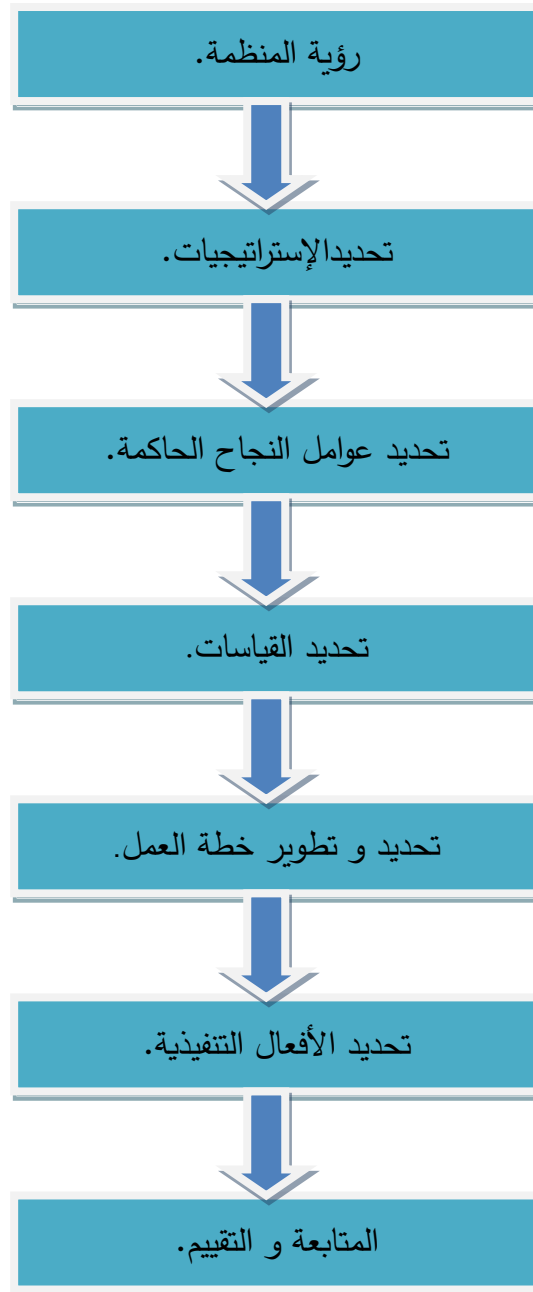 رؤية المنظمة.
تحديدالإستراتيجيات.
تحديد عوامل النجاح الحاكمة.
تحديد القياسات.
تحديد و تطوير خطة العمل.
تحديد الأفعال التنفيذية.
المتابعة و التقييم.